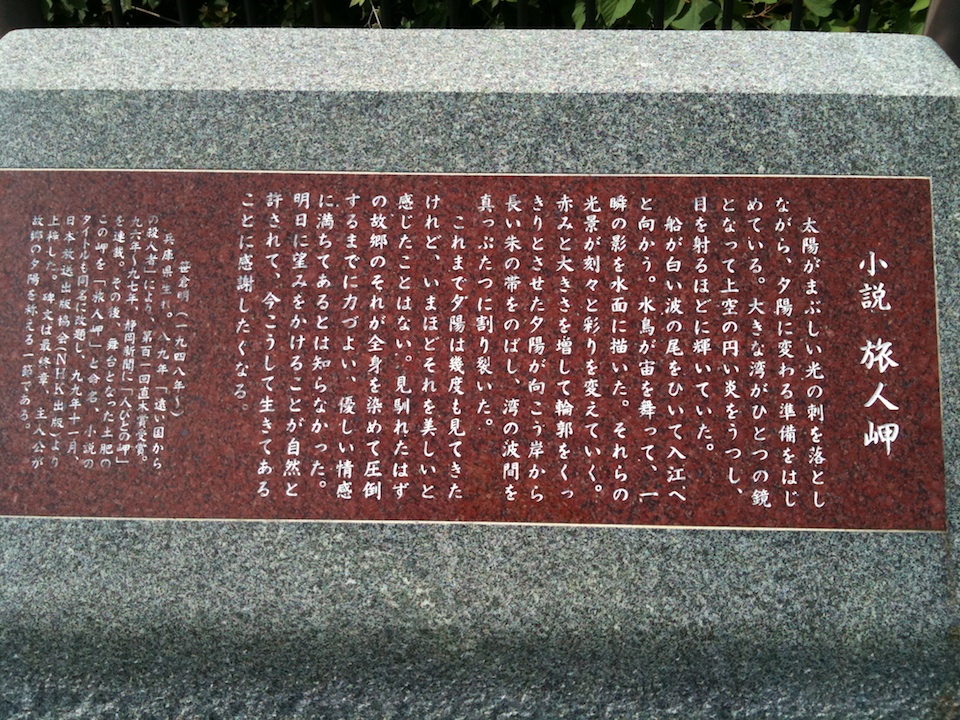 小説 旅人岬
太陽がまぶしい光の刺を落とし
ながら、夕陽に変わる準備をはじ
めている。大きな湾がひとつの鏡
となって上空の円い炎をうつし、
目を射るほどに輝いていた。
船が白い波の尾をひいて入江へ
と向かう。水鳥が宙を舞って、一
瞬の影を水面に描いた。それらの
光景が刻々と彩りを変えていく。
赤みと大きさを増して輪郭をくっ
きりとさせた夕陽が向こう岸から
長い朱の帯をのばし、湾の波間を
真っぷたつに割り裂いた。
これまで夕陽は幾度も見てきた
けれど、いまほどそれを美しいと
感じたことはない。見馴れたはず
の故郷のそれが全身を染めて圧倒
するまでに力づよい、優しい情感
に満ちてあるとは知らなかった。
明日に望みをかけることが自然と
許されて、今こうして生きてある
ことに感謝したくなる。
笹倉明(一九四八年〜)
兵庫県生れ。八九年「遠い国から
の殺人者」により、第百一回直木賞受賞。
九六年〜九七年、静岡新聞に「人びとの岬」
を連載。その後、舞台となった土肥の
この岬を「旅人岬」と命名、小説の
タイトルも同名に改題し、九九年十一月、
日本放送出版協会(NHK出版)より
上梓した。 碑文は最終章、主人公が
故郷の夕陽を称える一節である。